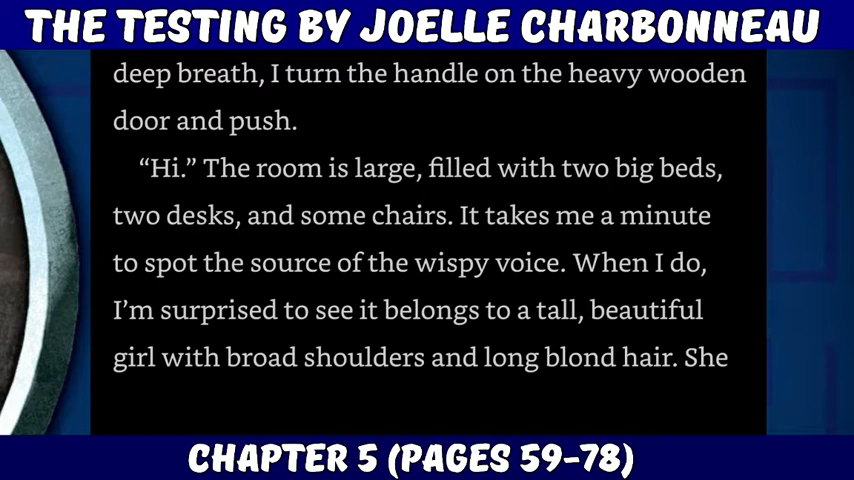 THE TESTING BY JOELLE CHARBONNEAU
deep breath, I turn the handle on the heavy wooden
door and push.
“Hi.” The room is large, filled with two big beds,
two desks, and some chairs. It takes me a minute
to spot the source of the wispy voice. When I do,
I’m surprised to see it belongs to a tall, beautiful
girl with broad shoulders and long blond hair. She
CHAPTER 5 (PAGES 59-78)